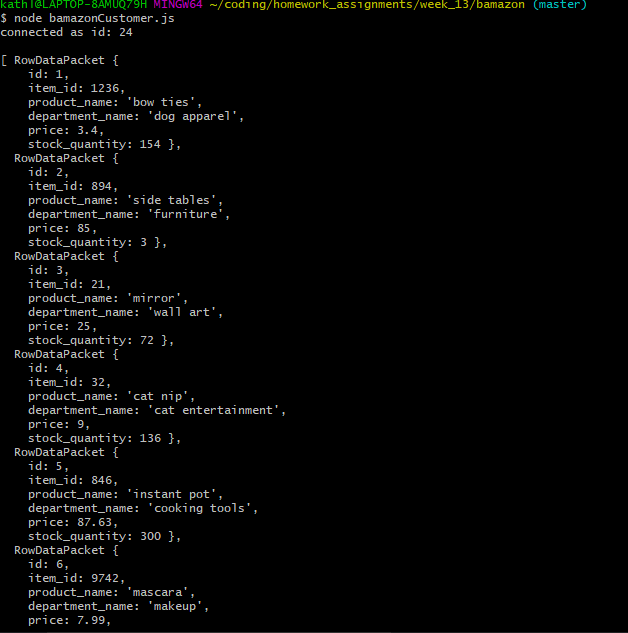 kathl@LAPTOP-8AMUQ79H MINGW64 ~/coding/homework_assignments/week_13/bamazon (master)
$ node bamazonCustomer.js
connected as id: 24

[ RowDataPacket {
    id: 1,
    item_id: 1236,
    product_name: 'bow ties',
    department_name: 'dog apparel',
    price: 3.4,
    stock_quantity: 154 },
  RowDataPacket {
    id: 2,
    item_id: 894,
    product_name: 'side tables',
    department_name: 'furniture',
    price: 85,
    stock_quantity: 3 },
  RowDataPacket {
    id: 3,
    item_id: 21,
    product_name: 'mirror',
    department_name: 'wall art',
    price: 25,
    stock_quantity: 72 },
  RowDataPacket {
    id: 4,
    item_id: 32,
    product_name: 'cat nip',
    department_name: 'cat entertainment',
    price: 9,
    stock_quantity: 136 },
  RowDataPacket {
    id: 5,
    item_id: 846,
    product_name: 'instant pot',
    department_name: 'cooking tools',
    price: 87.63,
    stock_quantity: 300 },
  RowDataPacket {
    id: 6,
    item_id: 9742,
    product_name: 'mascara',
    department_name: 'makeup',
    price: 7.99,